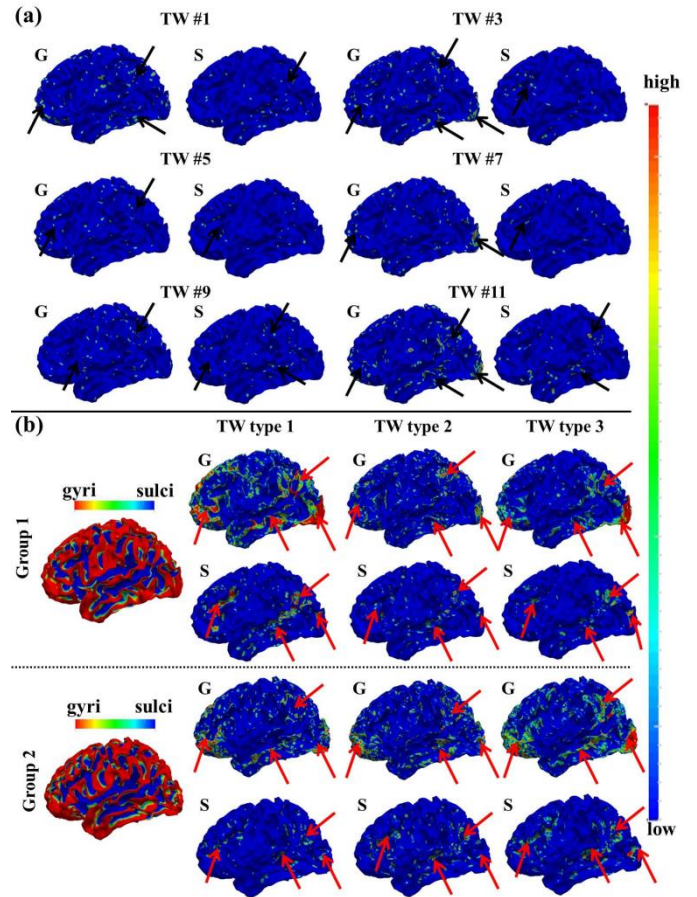 (a)
TW #1 TW #3
G S G S
high
TW #5 TW #7
G S G S
TW #9 TW #11
G S G S
(b)
TW type 1 TW type 2 TW type 3
gyri sulci
Group 1
G G G
S S S
gyri sulci
Group 2
G G G
S S S
low